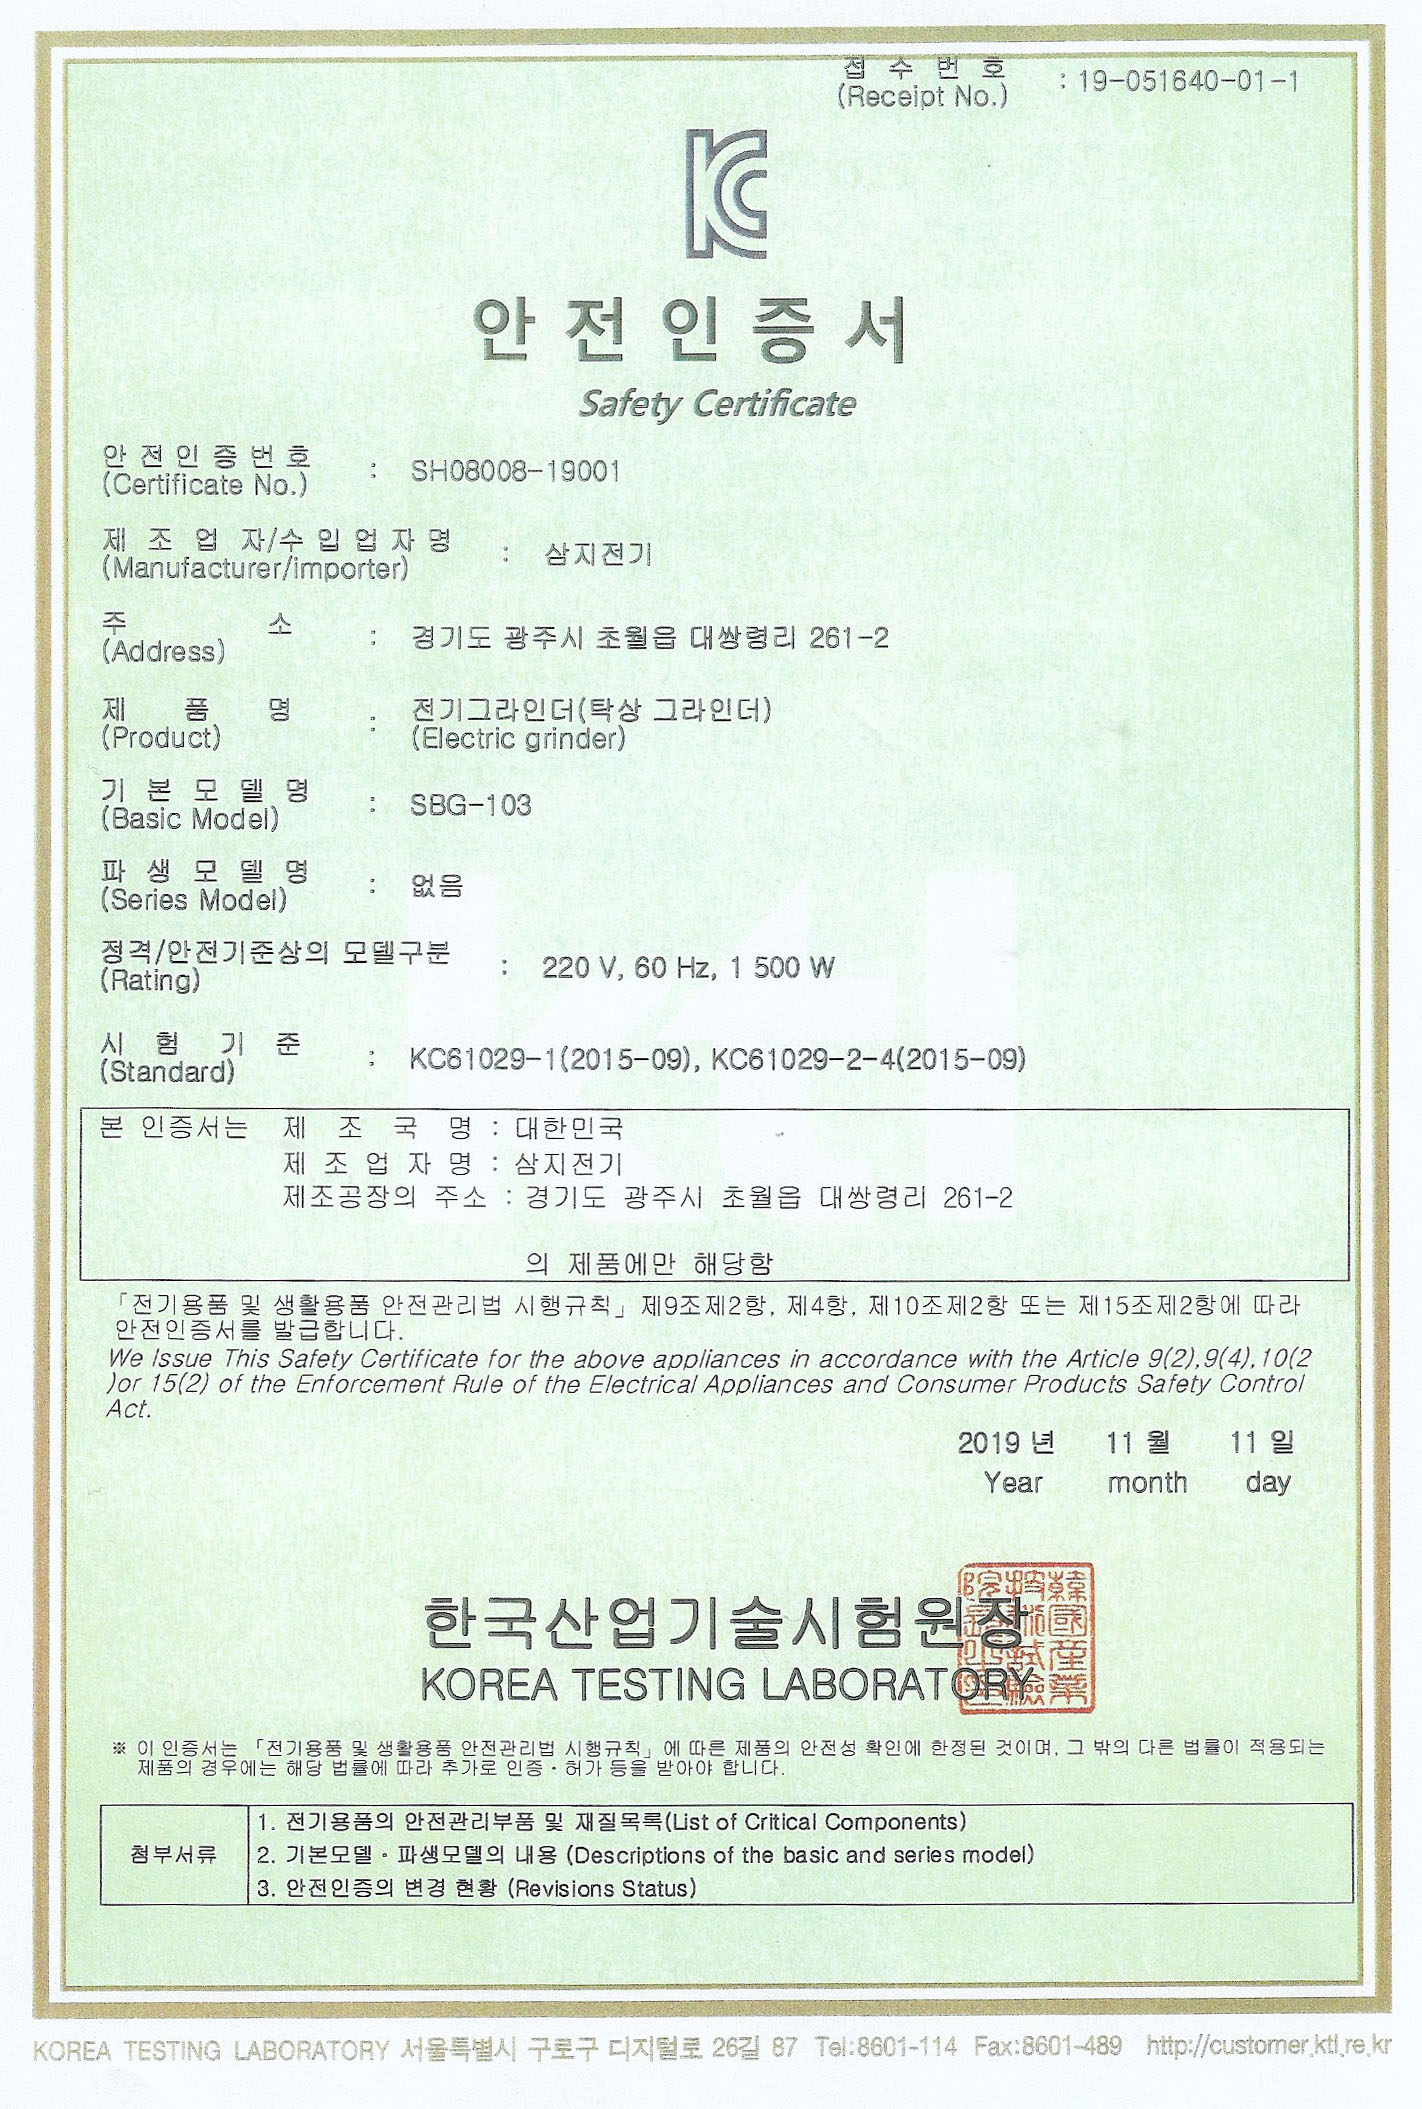 접 수 번 호
(Receipt No.) : 19-051640-01-1
KC
안전인증서
Safety Certificate
안 전 인 증 번 호
(Certificate No.) : SH08008-19001
제 조 업 자/수 입 업 자 명
(Manufacturer/importer) : 삼지전기
주 소
(Address) : 경기도 광주시 초월읍 대쌍령리 261-2
제 품 명 : 전기그라인더(탁상 그라인더)
(Product) (Electric grinder)
기 본 모 델 명
(Basic Model) : SBG-103
파 생 모 델 명
(Series Model) : 없음
정격/안전기준상의 모델구분
(Rating) : 220 V, 60 Hz, 1 500 W
시 험 기 준
(Standard) : KC61029-1(2015-09), KC61029-2-4(2015-09)
본 인증서는 제 조 국 명 : 대한민국
제 조 업 자 명 : 삼지전기
제조공장의 주소 : 경기도 광주시 초월읍 대쌍령리 261-2
의 제품에만 해당함
「전기용품 및 생활용품 안전관리법 시행규칙」 제9조제2항, 제4항, 제10조제2항 또는 제15조제2항에 따라
안전인증서를 발급합니다.
We Issue This Safety Certificate for the above appliances in accordance with the Article 9(2),9(4),10(2
)or 15(2) of the Enforcement Rule of the Electrical Appliances and Consumer Products Safety Control
Act.
2019 년 11 월 11 일
Year month day
한국산업기술시험원장
KOREA TESTING LABORATORY
※ 이 인증서는 「전기용품 및 생활용품 안전관리법 시행규칙」에 따른 제품의 안전성 확인에 한정된 것이며, 그 밖의 다른 법률이 적용되는
제품의 경우에는 해당 법률에 따라 추가로 인증·허가 등을 받아야 합니다.
첨부서류
1. 전기용품의 안전관리부품 및 재질목록(List of Critical Components)
2. 기본모델·파생모델의 내용 (Descriptions of the basic and series model)
3. 안전인증의 변경 현황 (Revisions Status)
KOREA TESTING LABORATORY 서울특별시 구로구 디지털로 26길 87 Tel:8601-114 Fax:8601-489 http://customer.ktl.re.kr